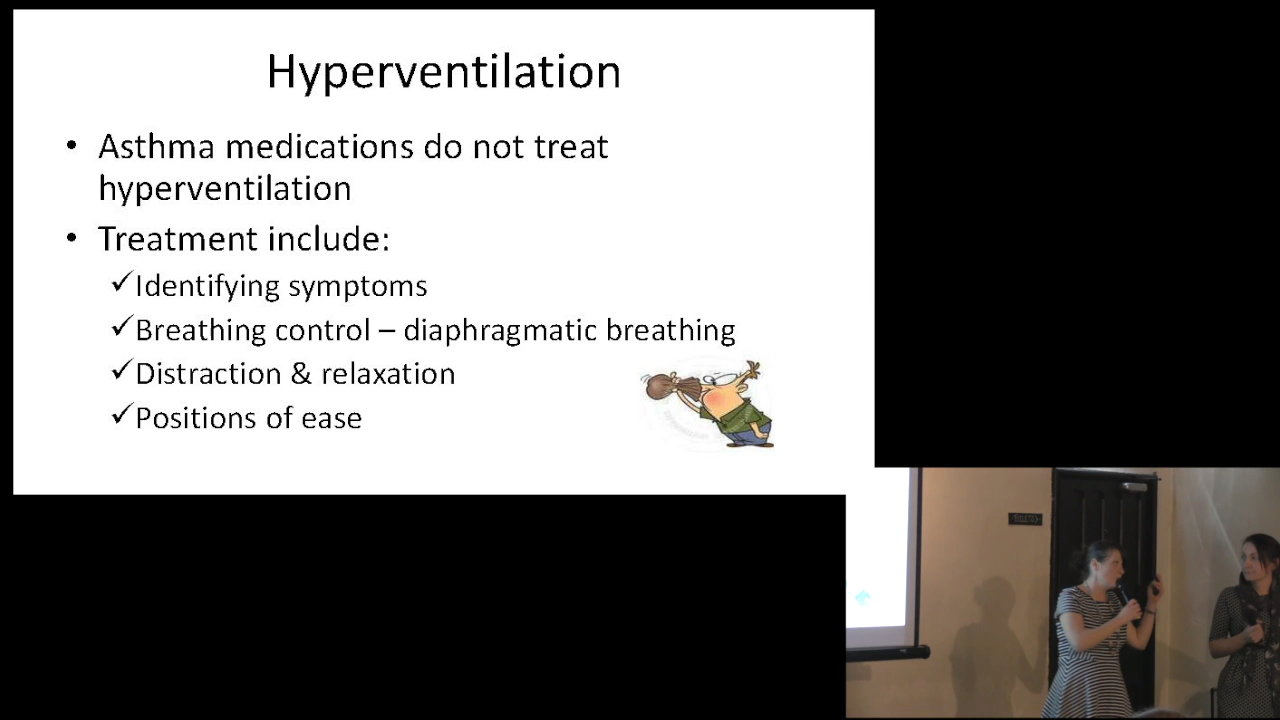 Hyperventilation
• Asthma medications do not treat
hyperventilation
• Treatment include:
✓Identifying symptoms
✓Breathing control – diaphragmatic breathing
✓Distraction & relaxation
✓Positions of ease